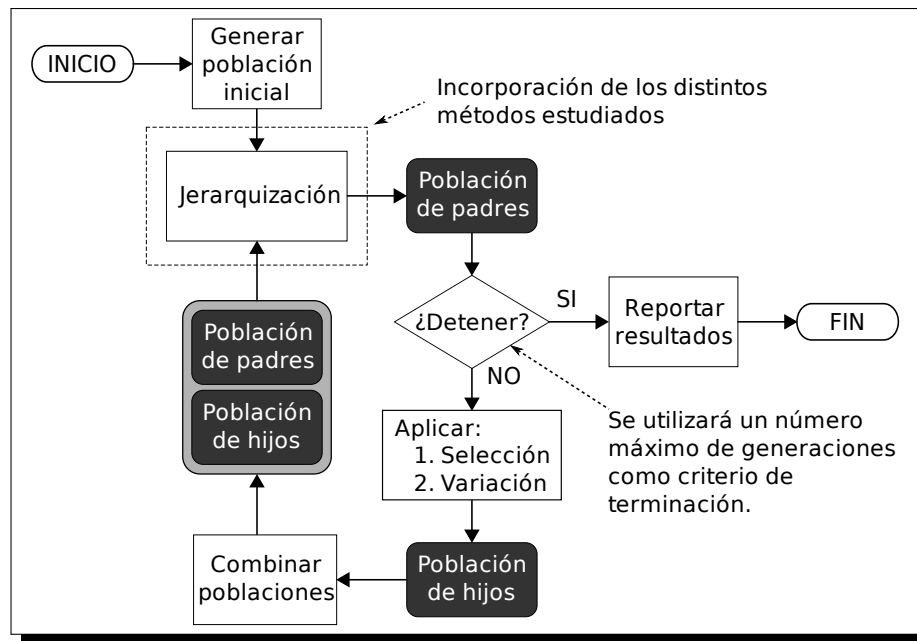 INICIO
Generar
población
inicial
Incorporación de los distintos
métodos estudiados
Jerarquización
Población
de padres
¿Detener?
SI
Reportar
resultados
FIN
NO
Se utilizará un número
máximo de generaciones
como criterio de
terminación.
Aplicar:
1. Selección
2. Variación
Población
de hijos
Combinar
poblaciones
Población
de padres
Población
de hijos